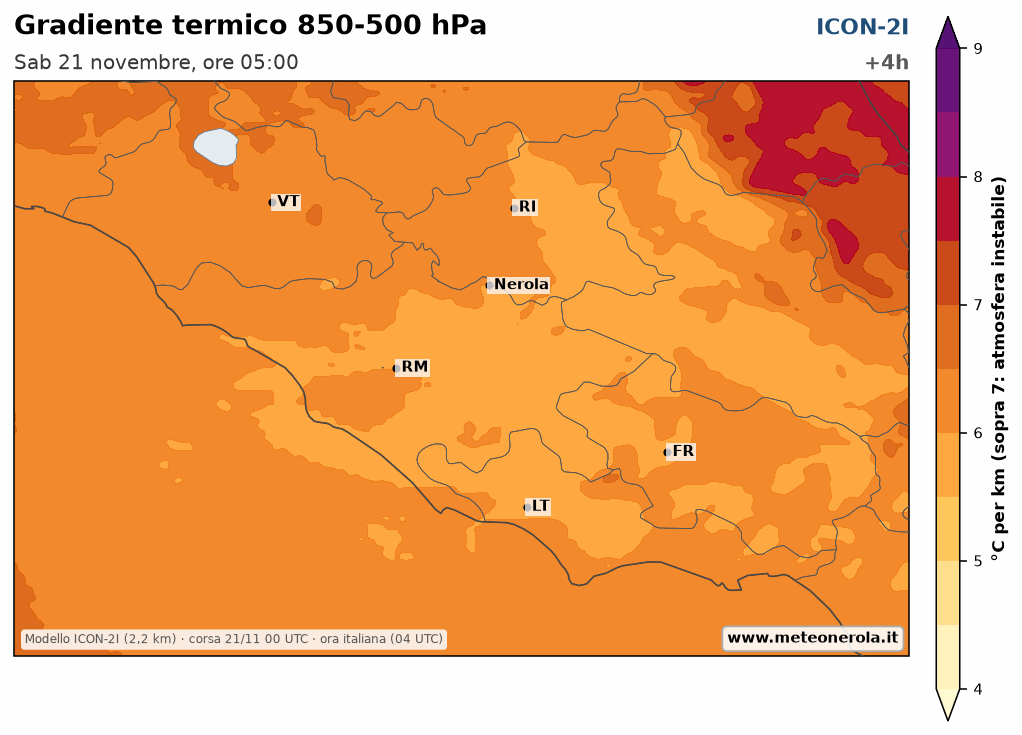 Gradiente termico 850-500 hPa
ICON-2I
Sab 21 novembre, ore 05:00
+4h
9
8
7
6
5
4
°C per km (sopra 7: atmosfera instabile)
VT
RI
Nerola
RM
FR
LT
Modello ICON-2I (2,2 km) · corsa 21/11 00 UTC · ora italiana (04 UTC)
www.meteonerola.it